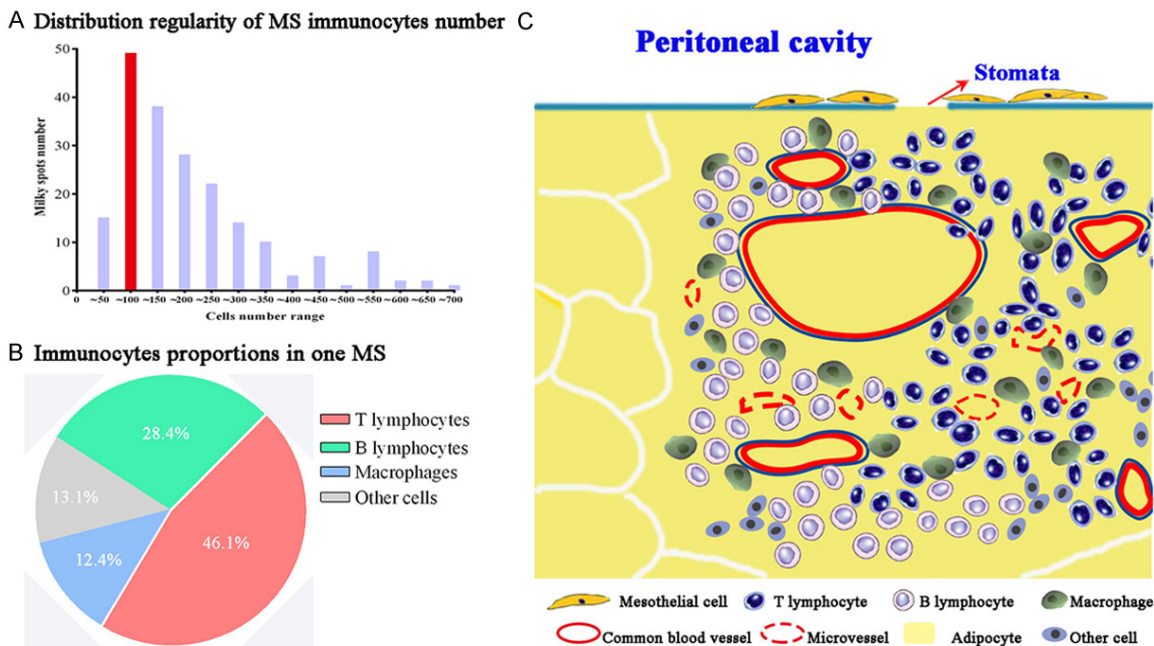 A Distribution regularity of MS immunocytes number
Milky spots number
50
40
30
20
10
0
0 ~50 ~100 ~150 ~200 ~250 ~300 ~350 ~400 ~450 ~500 ~550 ~600 ~650 ~700
Cells number range
B Immunocytes proportions in one MS
28.4%
13.1%
12.4%
46.1%
T lymphocytes
B lymphocytes
Macrophages
Other cells
C
Peritoneal cavity
Stomata
Mesothelial cell T lymphocyte B lymphocyte Macrophage
Common blood vessel Microvessel Adipocyte Other cell